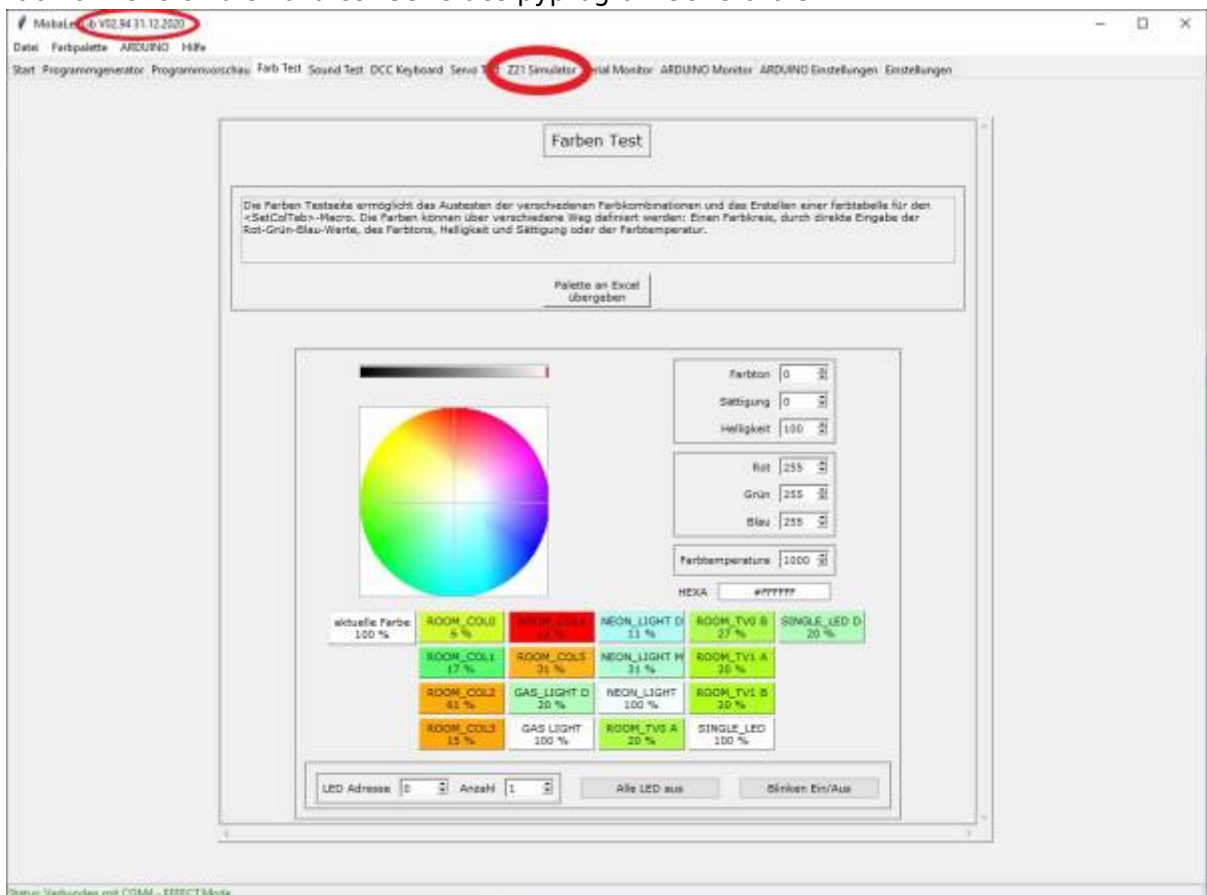 MobaLedLib V02.94 31.12.2020
Datei Farbpalette ARDUINO Hilfe
Start Programmgenerator Programmvorschau Farb Test Sound Test DCC Keyboard Servo Test Z21 Simulator Serial Monitor ARDUINO Monitor ARDUINO Einstellungen Einstellungen
Farben Test
Die Farben Testseite ermöglicht das Austesten der verschiedenen Farbkombinationen und das Erstellen einer farbtabelle für den
<SetColTab>-Macro. Die Farben können über verschiedene Weg definiert werden: Einen Farbkreis, durch direkte Eingabe der
Rot-Grün-Blau-Werte, des Farbtons, Helligkeit und Sättigung oder der Farbtemperatur.
Palette an Excel
übergeben
Farbton 0
Sättigung 0
Helligkeit 100
Rot 255
Grün 255
Blau 255
Farbtemperature 1000
HEXA #FFFFFF
aktuelle Farbe ROOM_COL0 NEON_LIGHT D ROOM_TV0 B SINGLE_LED D
100 % 6 % 11 % 27 % 20 %
ROOM_COL1 ROOM_COL5 NEON_LIGHT M ROOM_TV1 A
17 % 31 % 31 % 20 %
ROOM_COL2 GAS_LIGHT D NEON_LIGHT ROOM_TV1 B
61 % 20 % 100 % 20 %
ROOM_COL3 GAS LIGHT ROOM_TV0 A SINGLE_LED
15 % 100 % 20 % 100 %
LED Adresse 0 Anzahl 1 Alle LED aus Blinken Ein/Aus